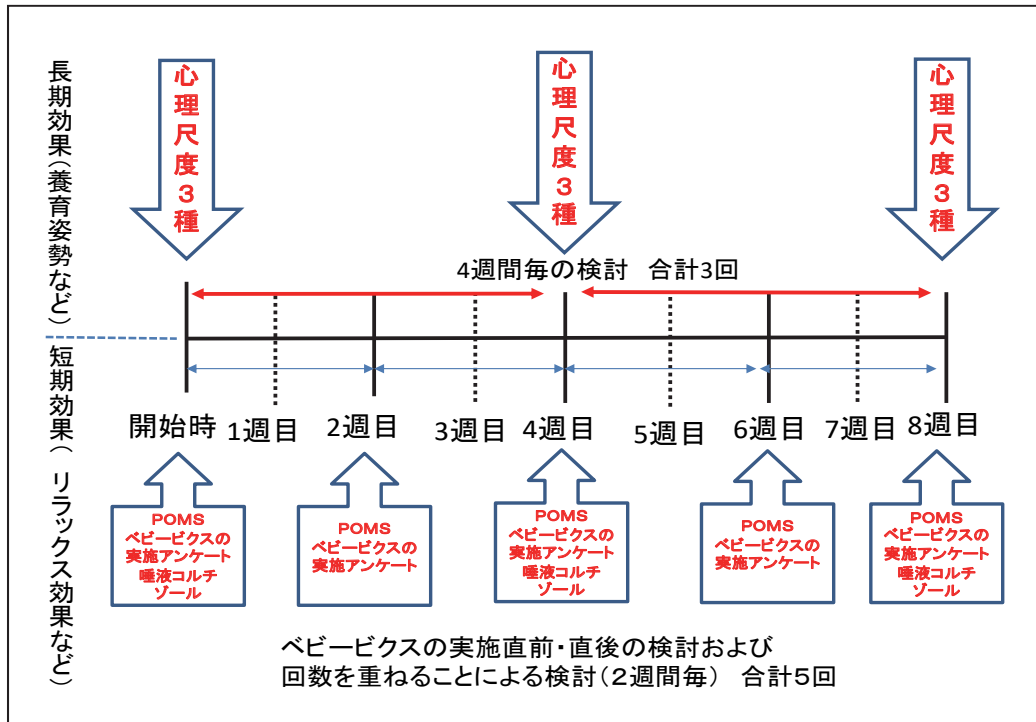 長期効果(養育姿勢など)
短期効果( リラックス効果など)
心理尺度3種
心理尺度3種
心理尺度3種
4週間毎の検討 合計3回
開始時
1週目
2週目
3週目
4週目
5週目
6週目
7週目
8週目
POMS
ベビービクスの
実施アンケート
唾液コルチ
ゾール
POMS
ベビービクスの
実施アンケート
POMS
ベビービクスの
実施アンケート
唾液コルチ
ゾール
POMS
ベビービクスの
実施アンケート
POMS
ベビービクスの
実施アンケート
唾液コルチ
ゾール
ベビービクスの実施直前・直後の検討および
回数を重ねることによる検討(2週間毎) 合計5回